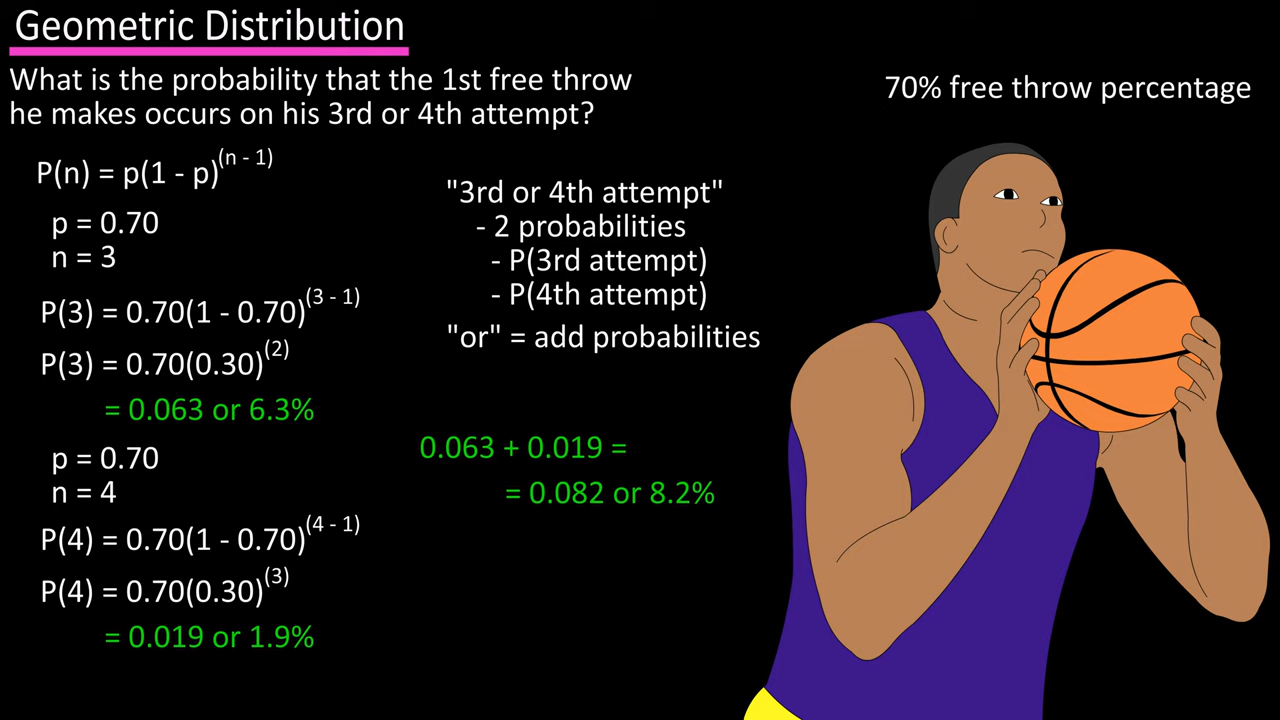 Geometric Distribution
What is the probability that the 1st free throw
he makes occurs on his 3rd or 4th attempt?
70% free throw percentage
P(n) = p(1 - p)^(n - 1)
p = 0.70
n = 3
P(3) = 0.70(1 - 0.70)^(3 - 1)
P(3) = 0.70(0.30)^(2)
= 0.063 or 6.3%
p = 0.70
n = 4
P(4) = 0.70(1 - 0.70)^(4 - 1)
P(4) = 0.70(0.30)^(3)
= 0.019 or 1.9%
"3rd or 4th attempt"
- 2 probabilities
- P(3rd attempt)
- P(4th attempt)
"or" = add probabilities
0.063 + 0.019 =
= 0.082 or 8.2%